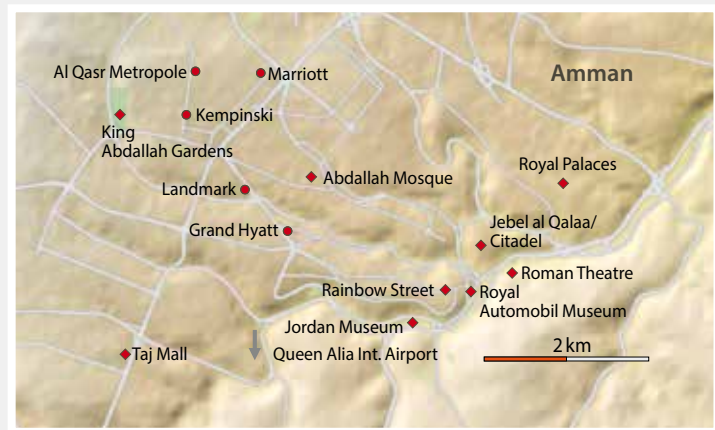 Al Qasr Metropole
Marriott
Amman
Kempinski
King
Abdallah Gardens
Royal Palaces
Abdallah Mosque
Landmark
Jebel al Qalaa/
Citadel
Grand Hyatt
Roman Theatre
Rainbow Street
Royal
Automobil Museum
Jordan Museum
2 km
Taj Mall
Queen Alia Int. Airport